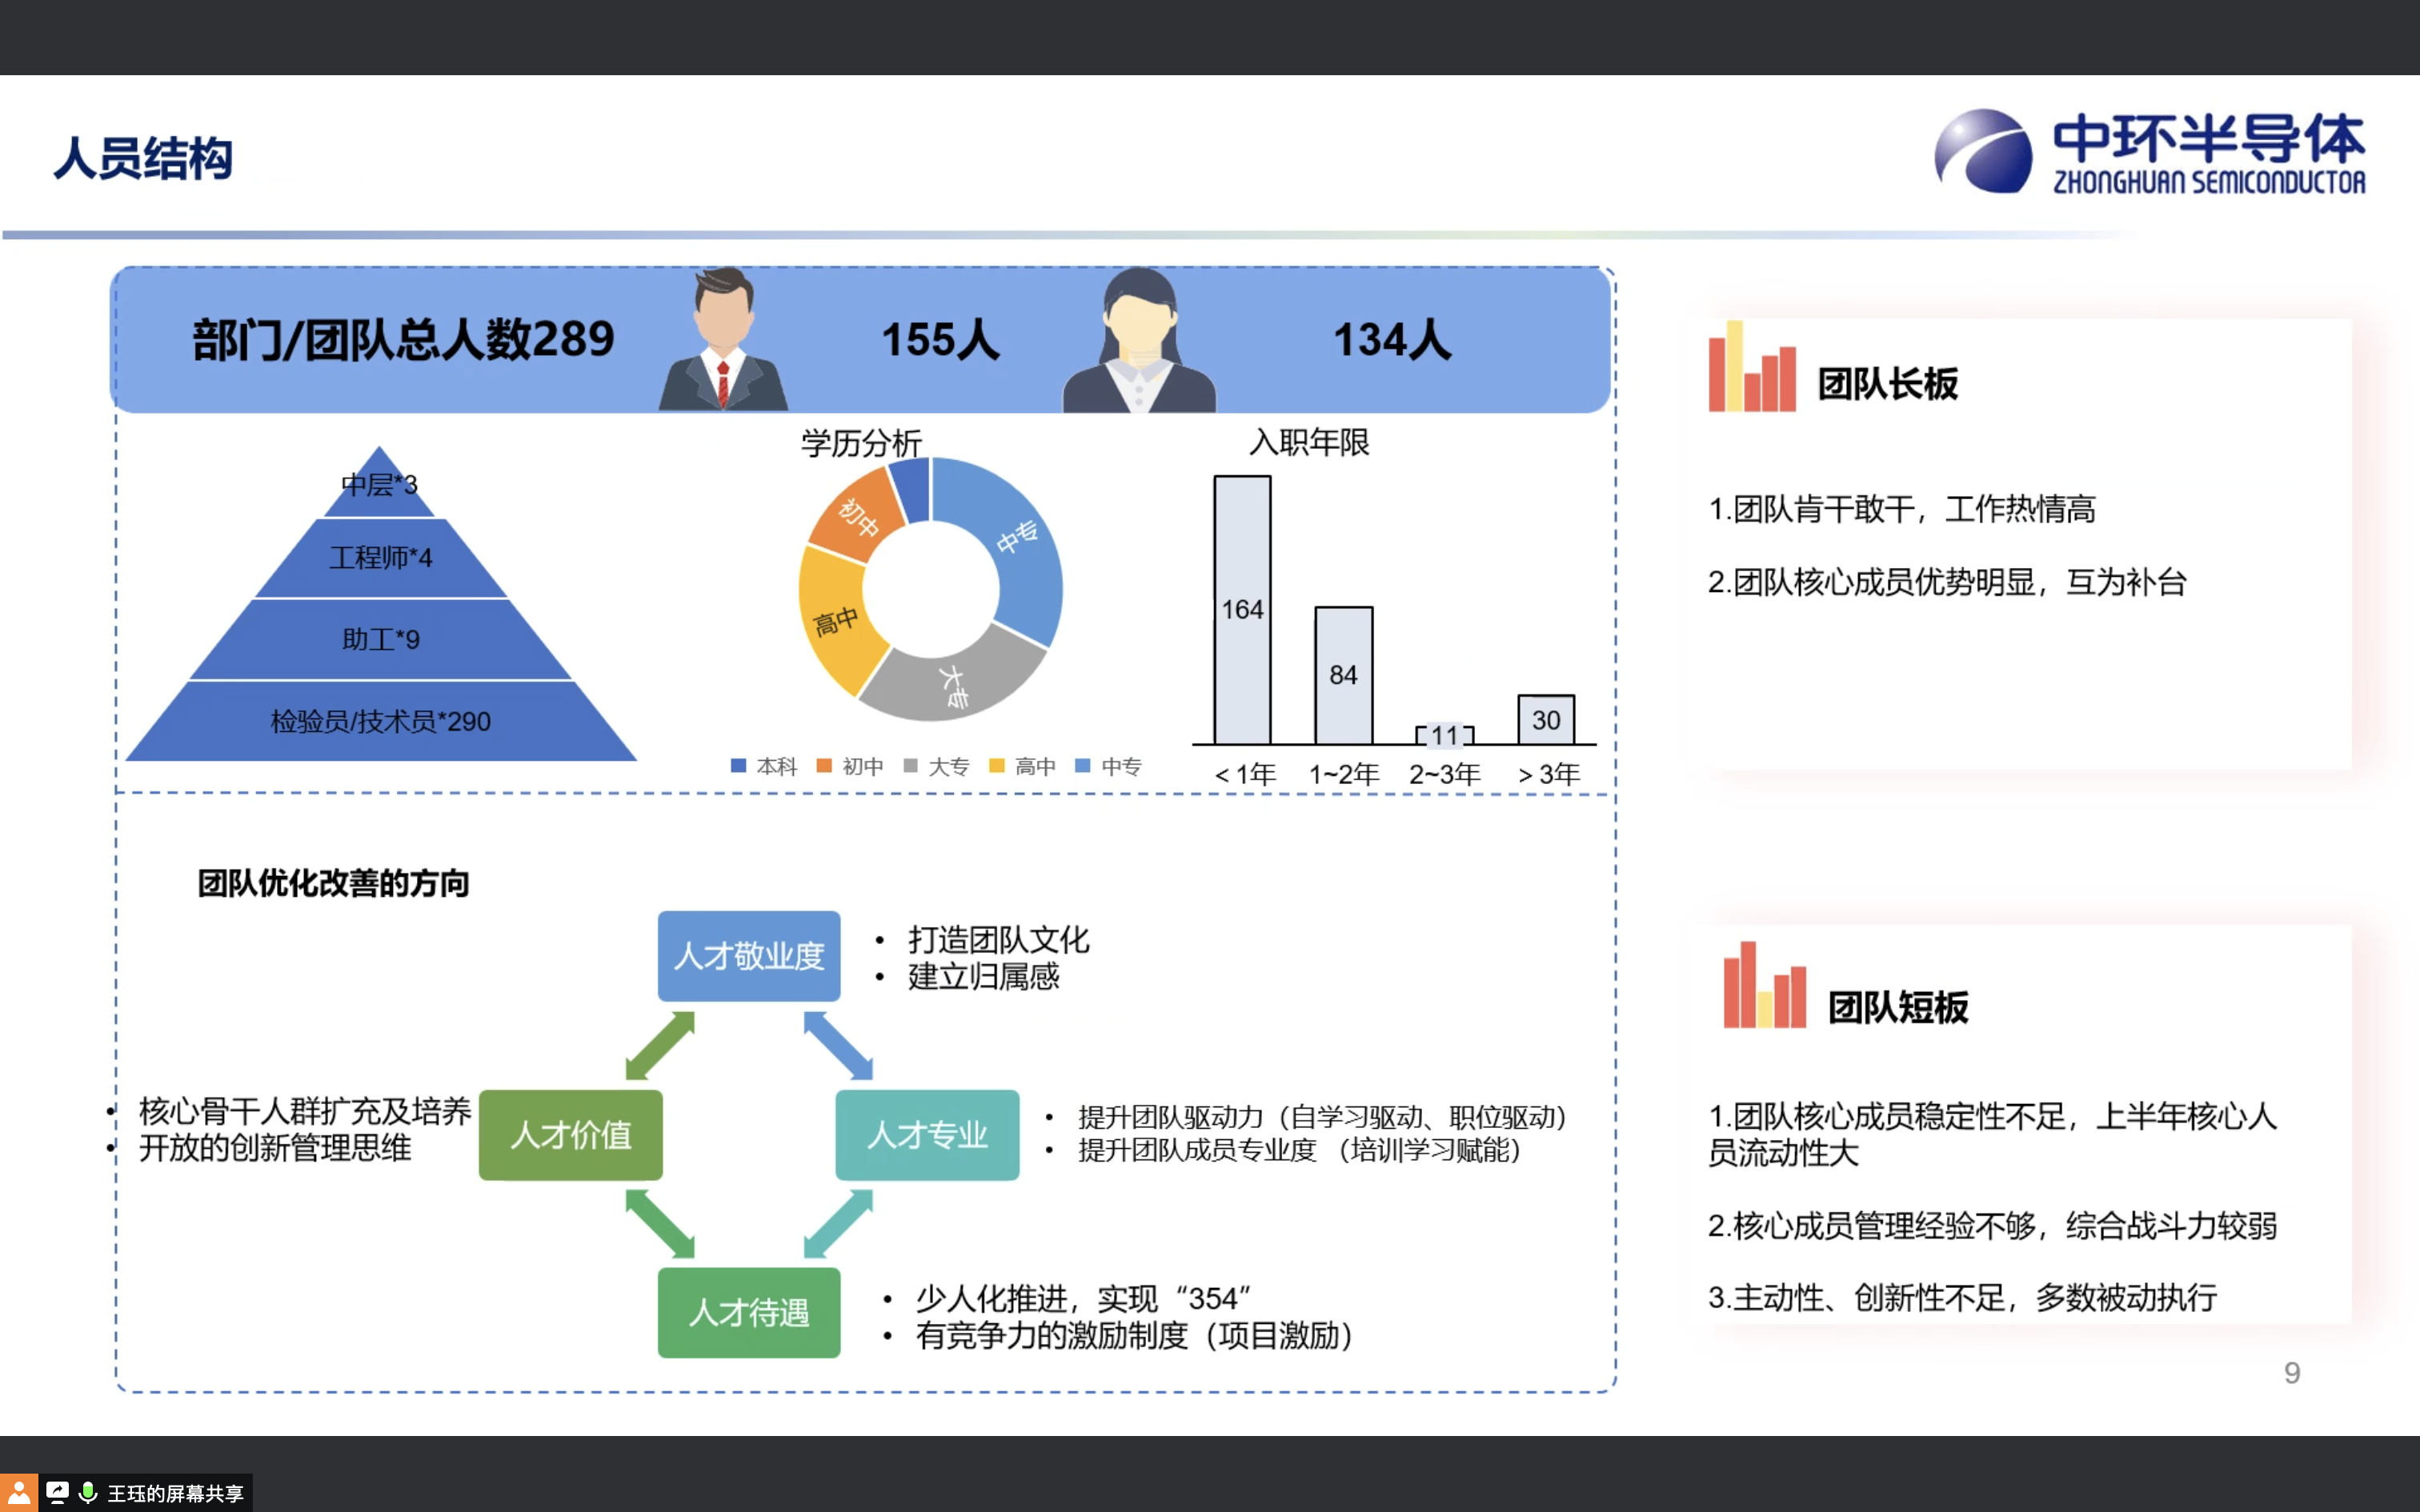 人员结构
中环半导体
ZHONGHUAN SEMICONDUCTOR
部门/团队总人数289
155人
134人
中层*3
工程师*4
助工*9
检验员/技术员*290
学历分析
中专
大专
高中
初中
本科 初中 大专 高中 中专
入职年限
164
84
11
30
<1年 1~2年 2~3年 >3年
团队优化改善的方向
人才敬业度
• 打造团队文化
• 建立归属感
• 核心骨干人群扩充及培养
• 开放的创新管理思维
人才价值
人才专业
• 提升团队驱动力（自学习驱动、职位驱动）
• 提升团队成员专业度 （培训学习赋能）
人才待遇
• 少人化推进，实现“354”
• 有竞争力的激励制度（项目激励）
团队长板
1.团队肯干敢干，工作热情高
2.团队核心成员优势明显，互为补台
团队短板
1.团队核心成员稳定性不足，上半年核心人
员流动性大
2.核心成员管理经验不够，综合战斗力较弱
3.主动性、创新性不足，多数被动执行
9
王珏的屏幕共享